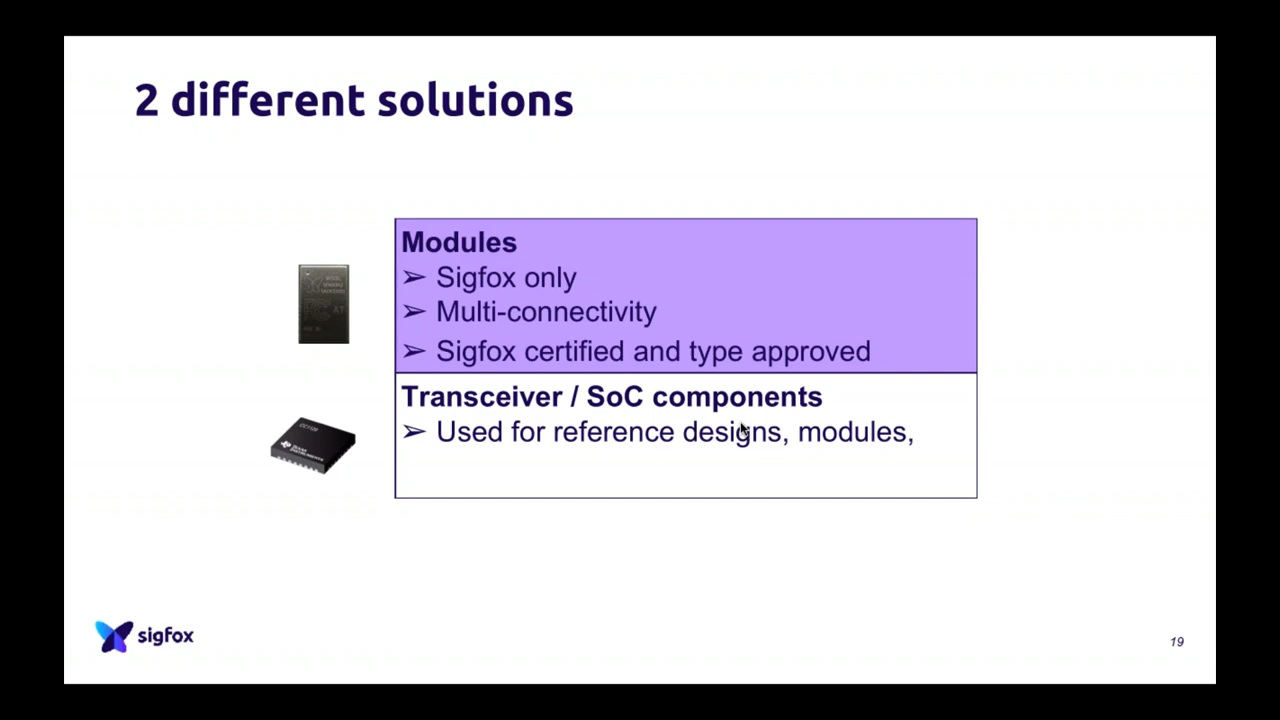 2 different solutions
Modules
➢ Sigfox only
➢ Multi-connectivity
➢ Sigfox certified and type approved
Transceiver / SoC components
➢ Used for reference designs, modules,
sigfox
19